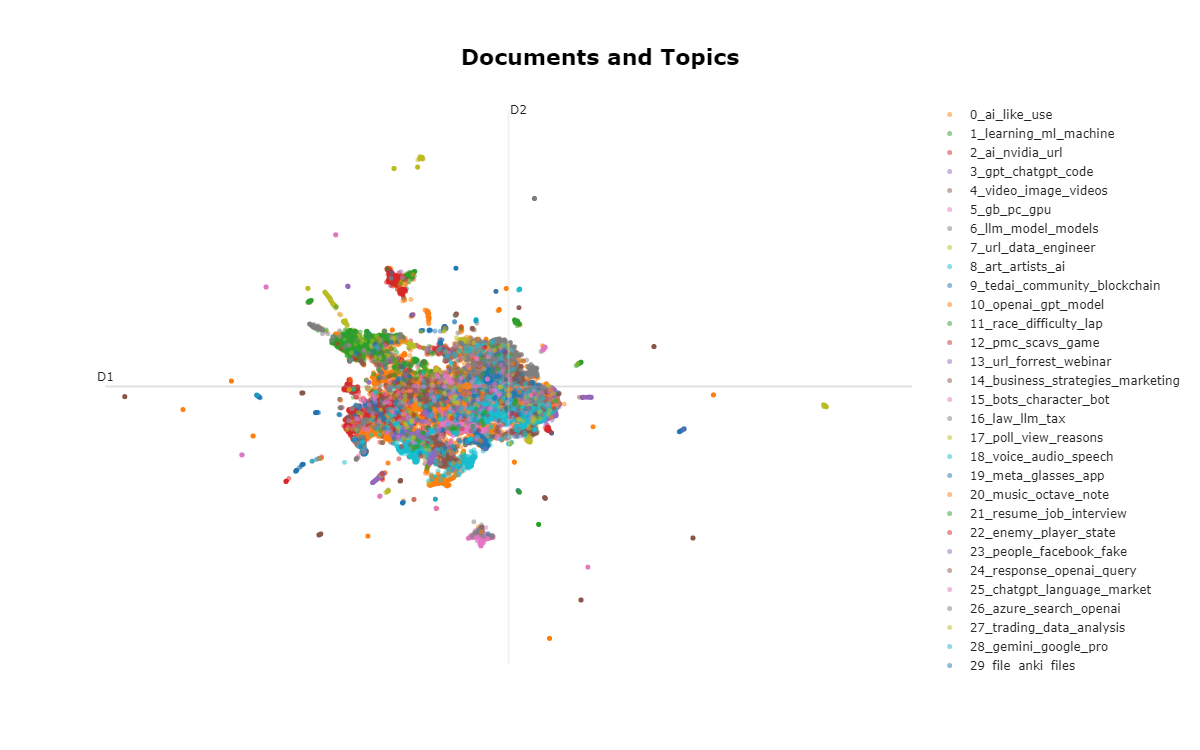 Documents and Topics
D2
D1
0_ai_like_use
1_learning_ml_machine
2_ai_nvidia_url
3_gpt_chatgpt_code
4_video_image_videos
5_gb_pc_gpu
6_llm_model_models
7_url_data_engineer
8_art_artists_ai
9_tedai_community_blockchain
10_openai_gpt_model
11_race_difficulty_lap
12_pmc_scavs_game
13_url_forrest_webinar
14_business_strategies_marketing
15_bots_character_bot
16_law_llm_tax
17_poll_view_reasons
18_voice_audio_speech
19_meta_glasses_app
20_music_octave_note
21_resume_job_interview
22_enemy_player_state
23_people_facebook_fake
24_response_openai_query
25_chatgpt_language_market
26_azure_search_openai
27_trading_data_analysis
28_gemini_google_pro
29_file_anki_files